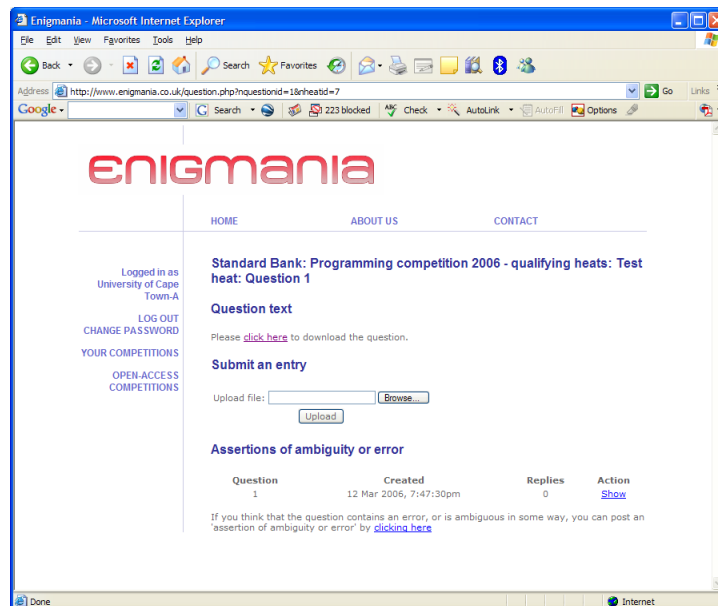 Enigmania - Microsoft Internet Explorer
File Edit View Favorites Tools Help
Back Search Favorites
Address http://www.enigmania.co.uk/question.php?nquestionid=1&nheatid=7 Go Links
Google Search 223 blocked ABC Check AutoLink AutoFill Options
enigmania
HOME ABOUT US CONTACT
Logged in as
University of Cape
Town-A
LOG OUT
CHANGE PASSWORD
YOUR COMPETITIONS
OPEN-ACCESS
COMPETITIONS
Standard Bank: Programming competition 2006 - qualifying heats: Test
heat: Question 1
Question text
Please click here to download the question.
Submit an entry
Upload file: Browse...
Upload
Assertions of ambiguity or error
Question Created Replies Action
1 12 Mar 2006, 7:47:30pm 0 Show
If you think that the question contains an error, or is ambiguous in some way, you can post an
'assertion of ambiguity or error' by clicking here
Done Internet